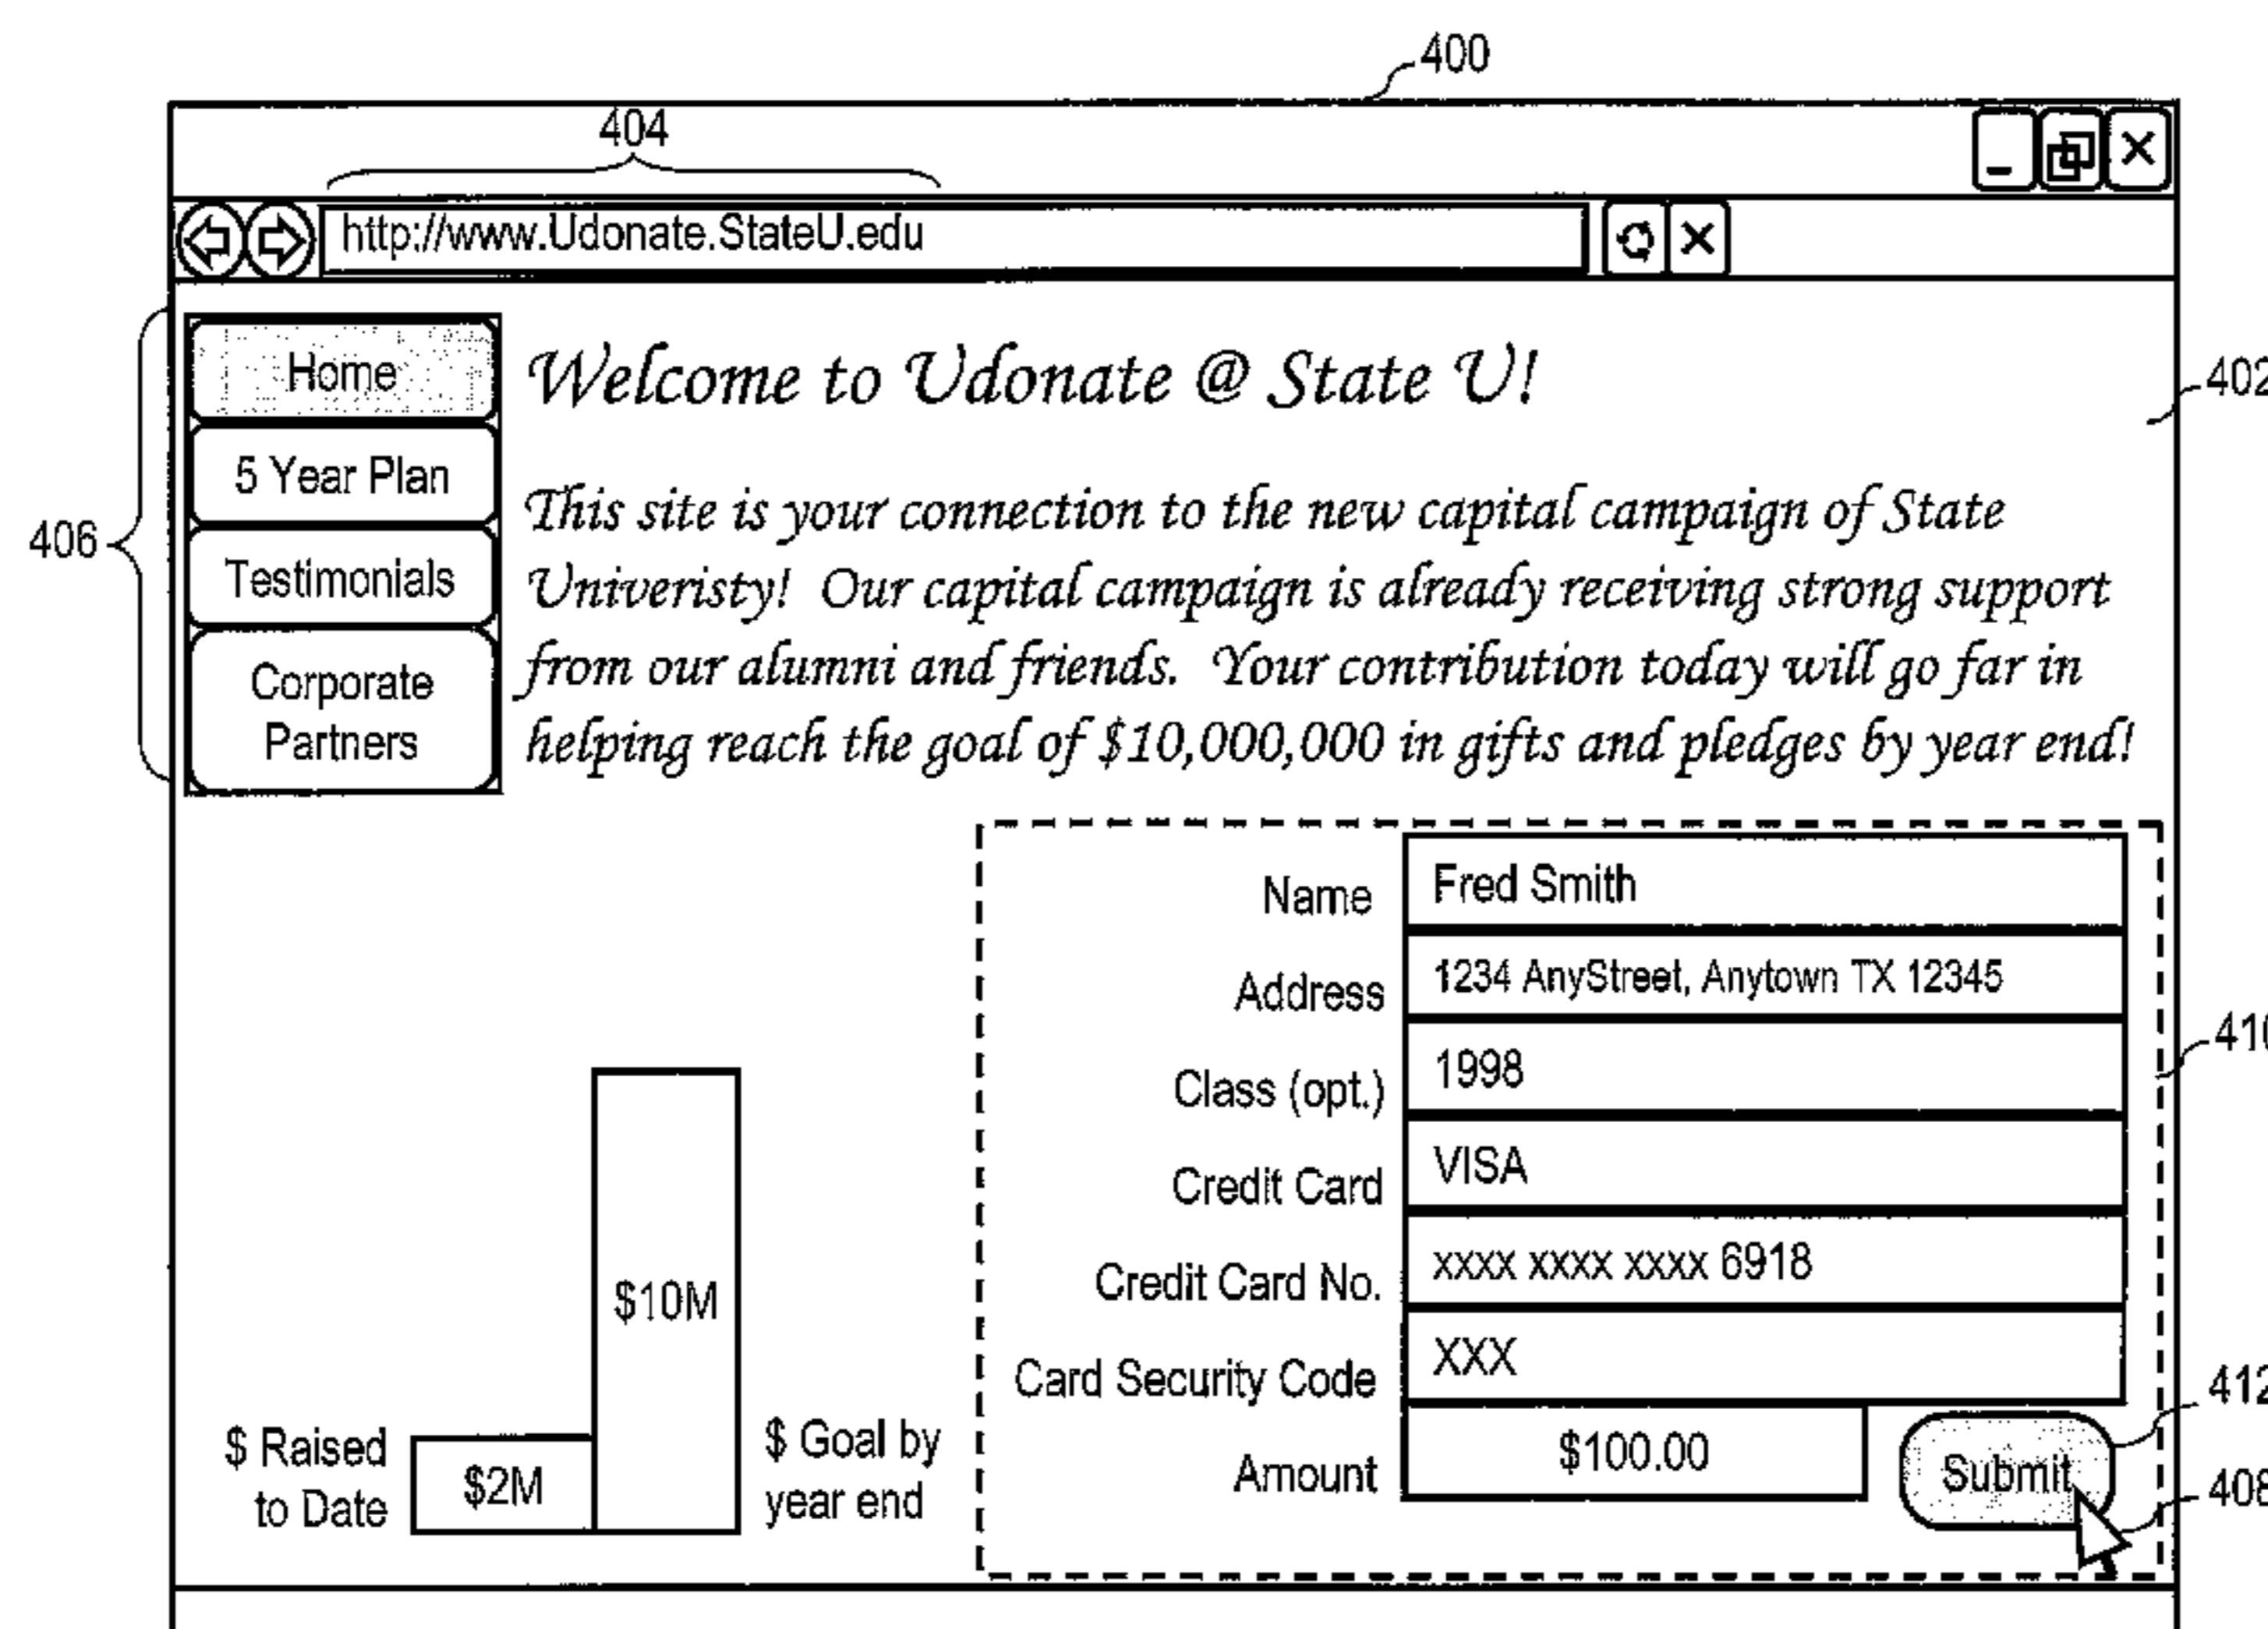 400
404
http://www.Udonate.StateU.edu
Home
5 Year Plan
Testimonials
Corporate
Partners
406
Welcome to Udonate @ State U!
402
This site is your connection to the new capital campaign of State
Univeristy! Our capital campaign is already receiving strong support
from our alumni and friends. Your contribution today will go far in
helping reach the goal of $10,000,000 in gifts and pledges by year end!
Name Fred Smith
Address 1234 AnyStreet, Anytown TX 12345
410
Class (opt.) 1998
Credit Card VISA
Credit Card No. xxxx xxxx xxxx 6918
Card Security Code XXX
412
Amount $100.00 Submit
408
$10M
$ Raised
to Date
$2M
$ Goal by
year end